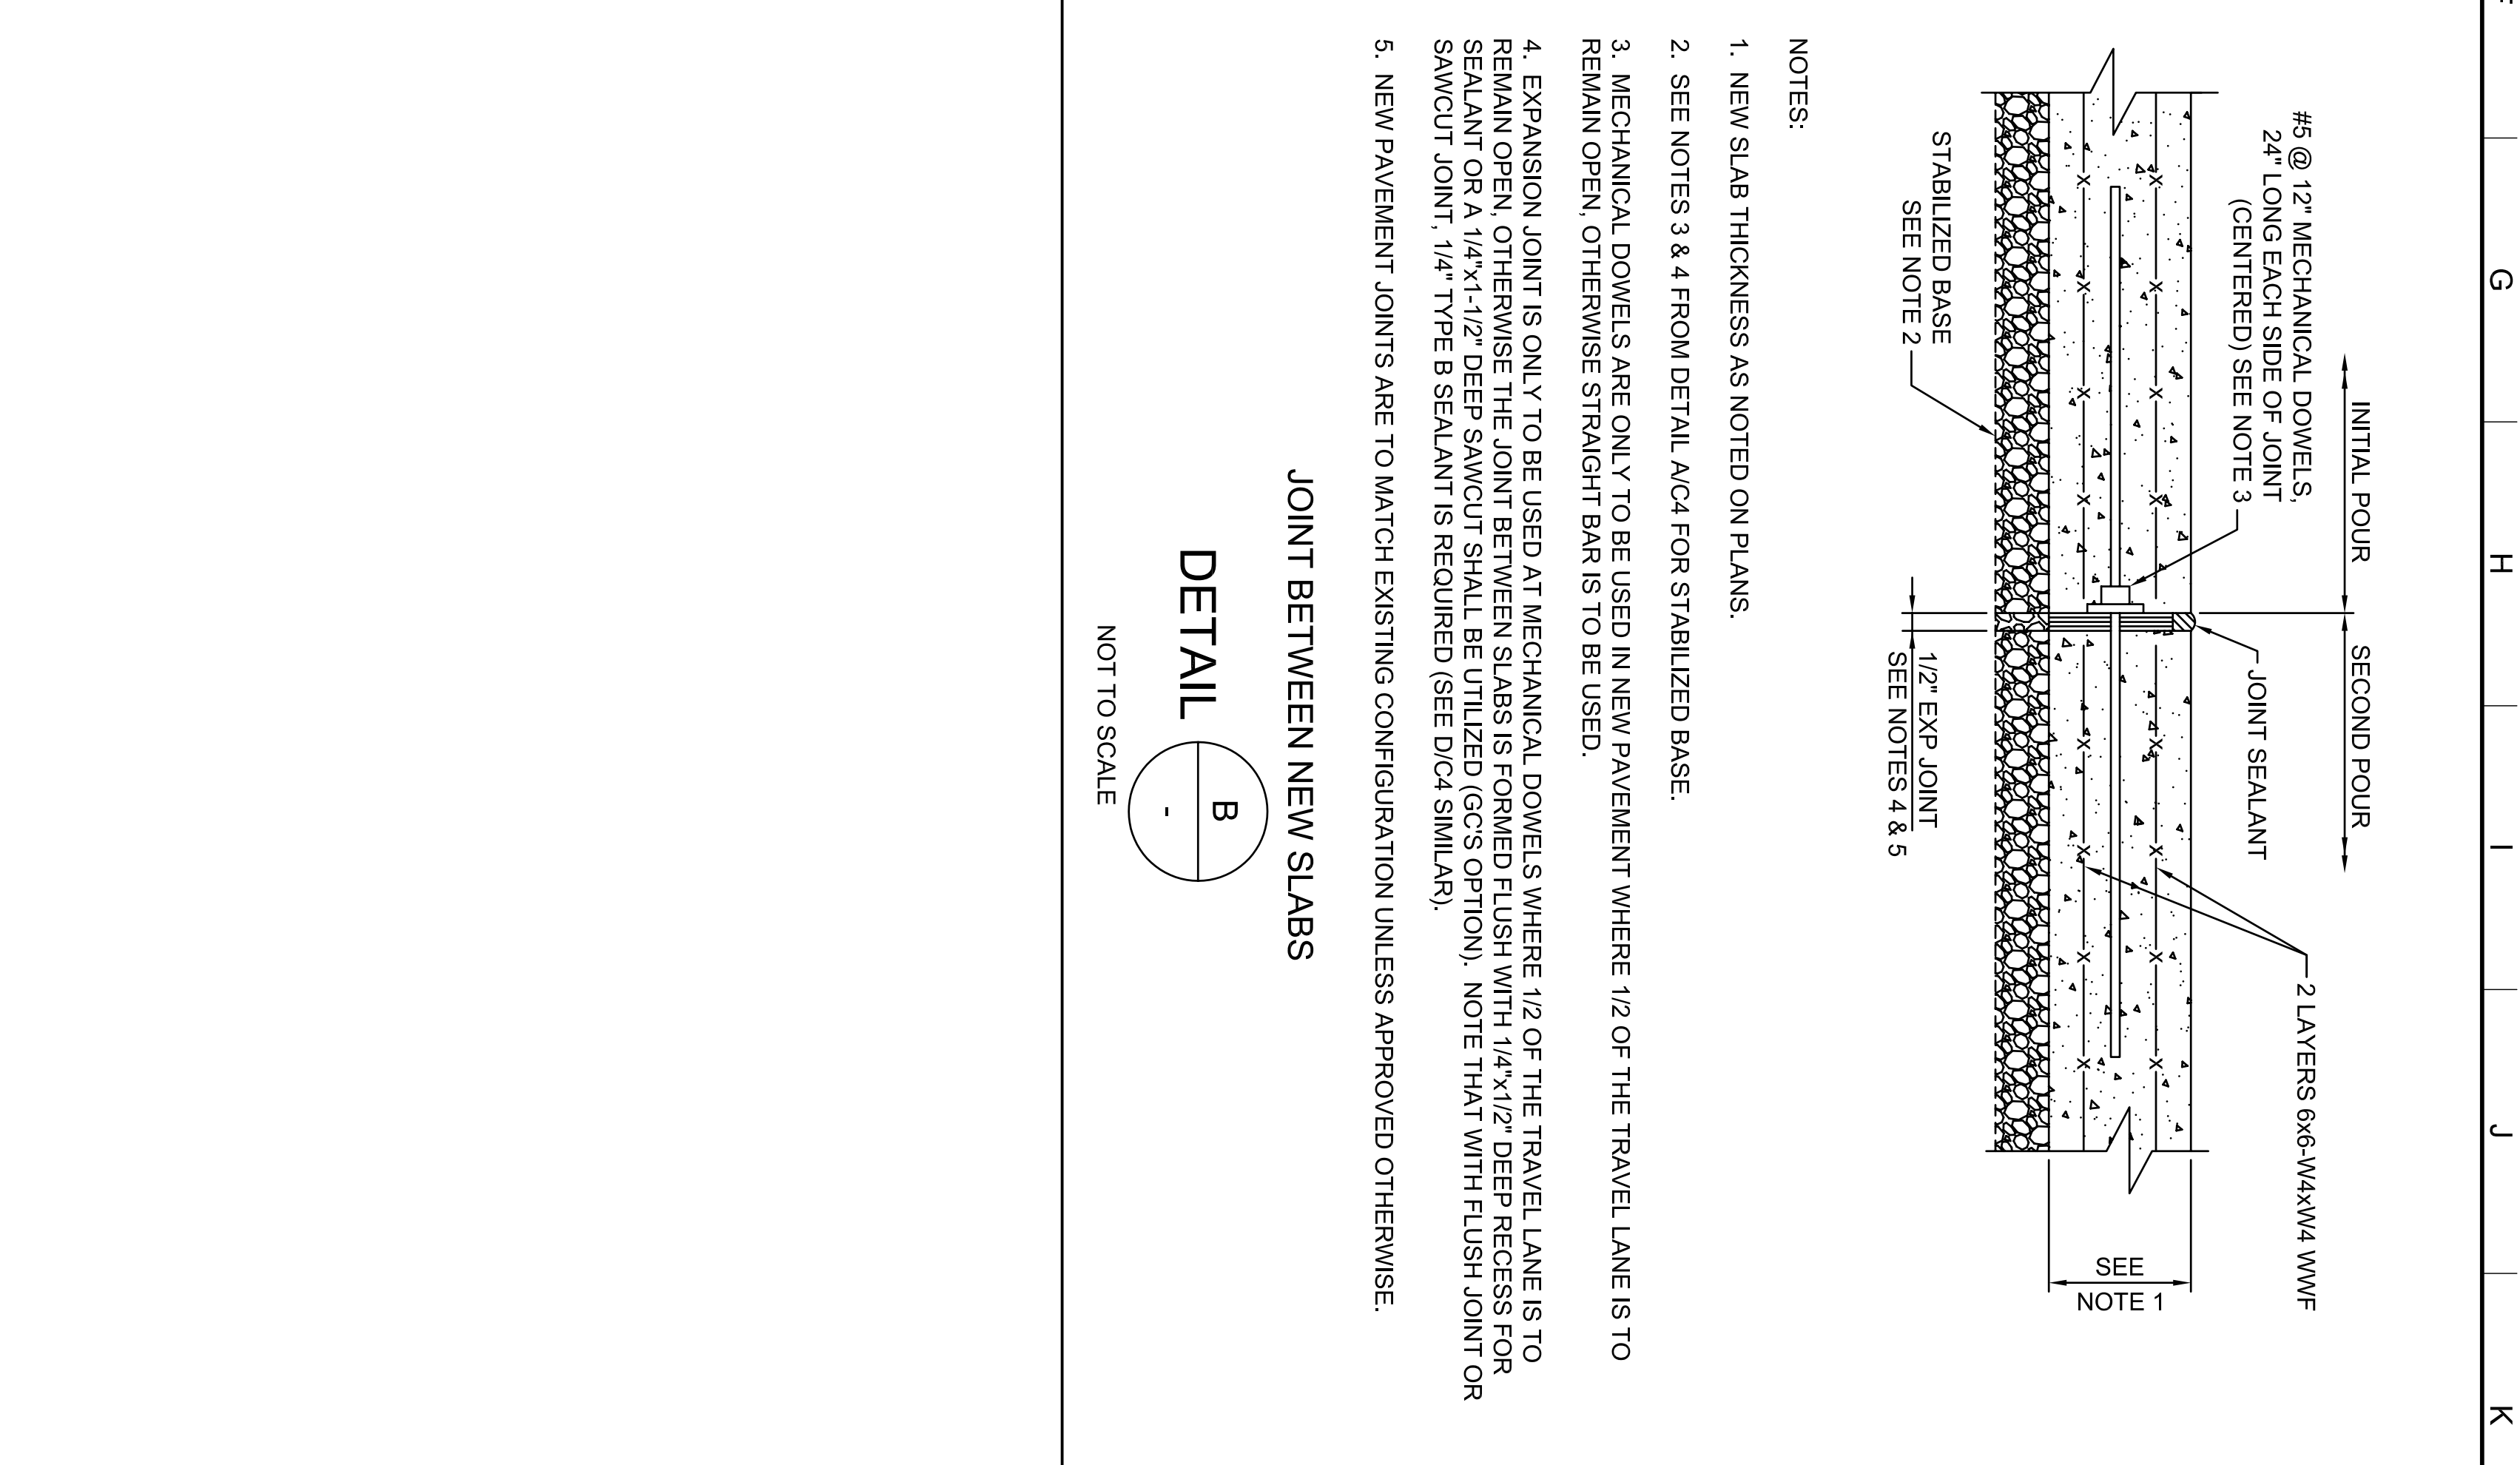 G
H
I
J
K
INITIAL POUR
SECOND POUR
#5 @ 12" MECHANICAL DOWELS,
24" LONG EACH SIDE OF JOINT
(CENTERED) SEE NOTE 3
JOINT SEALANT
2 LAYERS 6x6-W4xW4 WWF
SEE
NOTE 1
STABILIZED BASE
SEE NOTE 2
1/2" EXP JOINT
SEE NOTES 4 & 5
NOTES:
1. NEW SLAB THICKNESS AS NOTED ON PLANS.
2. SEE NOTES 3 & 4 FROM DETAIL A/C4 FOR STABILIZED BASE.
3. MECHANICAL DOWELS ARE ONLY TO BE USED IN NEW PAVEMENT WHERE 1/2 OF THE TRAVEL LANE IS TO
REMAIN OPEN, OTHERWISE STRAIGHT BAR IS TO BE USED.
4. EXPANSION JOINT IS ONLY TO BE USED AT MECHANICAL DOWELS WHERE 1/2 OF THE TRAVEL LANE IS TO
REMAIN OPEN, OTHERWISE THE JOINT BETWEEN SLABS IS FORMED FLUSH WITH 1/4"x1/2" DEEP RECESS FOR
SEALANT OR A 1/4"x1-1/2" DEEP SAWCUT SHALL BE UTILIZED (GC'S OPTION). NOTE THAT WITH FLUSH JOINT OR
SAWCUT JOINT, 1/4" TYPE B SEALANT IS REQUIRED (SEE D/C4 SIMILAR).
5. NEW PAVEMENT JOINTS ARE TO MATCH EXISTING CONFIGURATION UNLESS APPROVED OTHERWISE.
JOINT BETWEEN NEW SLABS
DETAIL
B
-
NOT TO SCALE